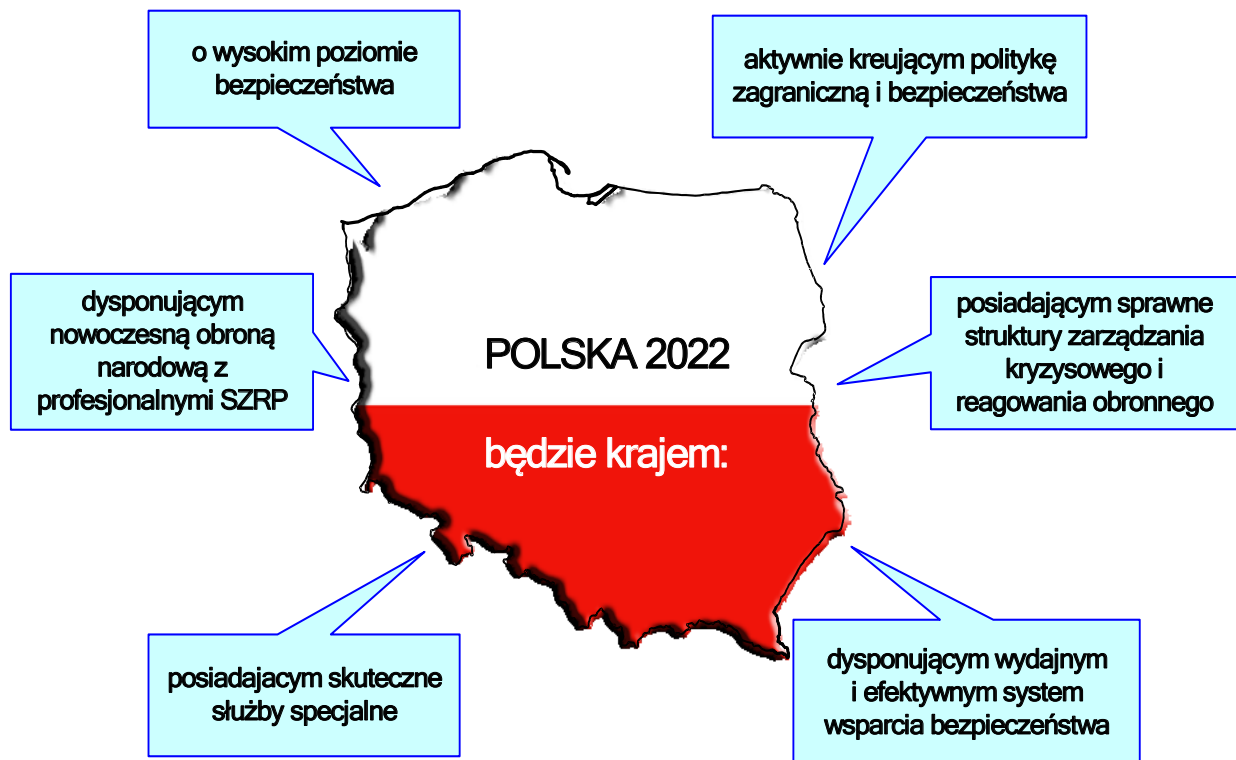 o wysokim poziomie
bezpieczeństwa
aktywnie kreującym politykę
zagraniczną i bezpieczeństwa
dysponującym
nowoczesną obroną
narodową z
profesjonalnymi SZRP
POLSKA 2022
będzie krajem:
posiadającym sprawne
struktury zarządzania
kryzysowego i
reagowania obronnego
posiadajacym skuteczne
służby specjalne
dysponującym wydajnym
i efektywnym system
wsparcia bezpieczeństwa